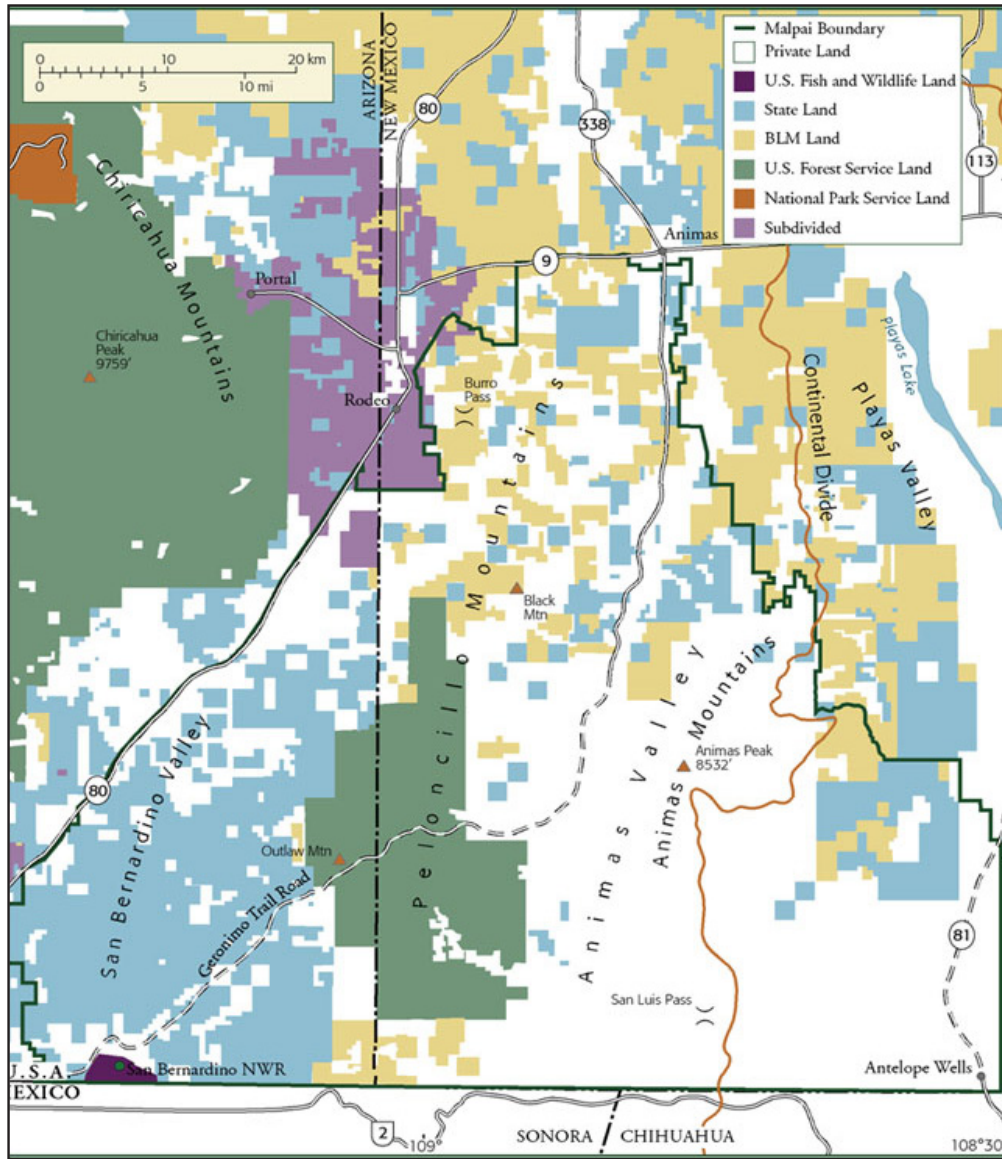 0 10 20 km
0 5 10 mi
ARIZONA
NEW MEXICO
80
338
113
Malpai Boundary
Private Land
U.S. Fish and Wildlife Land
State Land
BLM Land
U.S. Forest Service Land
National Park Service Land
Subdivided
Chiricahua Mountains
Animas
9
Portal
Chiricahua
Peak
9759'
Playas Lake
Burro
Pass
Rodeo
Continental Divide
Playas Valley
Peloncillo Mountains
Black
Mtn
Animas Valley
Animas Mountains
Animas Peak
8532'
80
San Bernardino Valley
Outlaw Mtn
Geronimo Trail Road
81
San Luis Pass
San Bernardino NWR
Antelope Wells
U.S.A.
EXICO
2
109°
SONORA
CHIHUAHUA
108°30